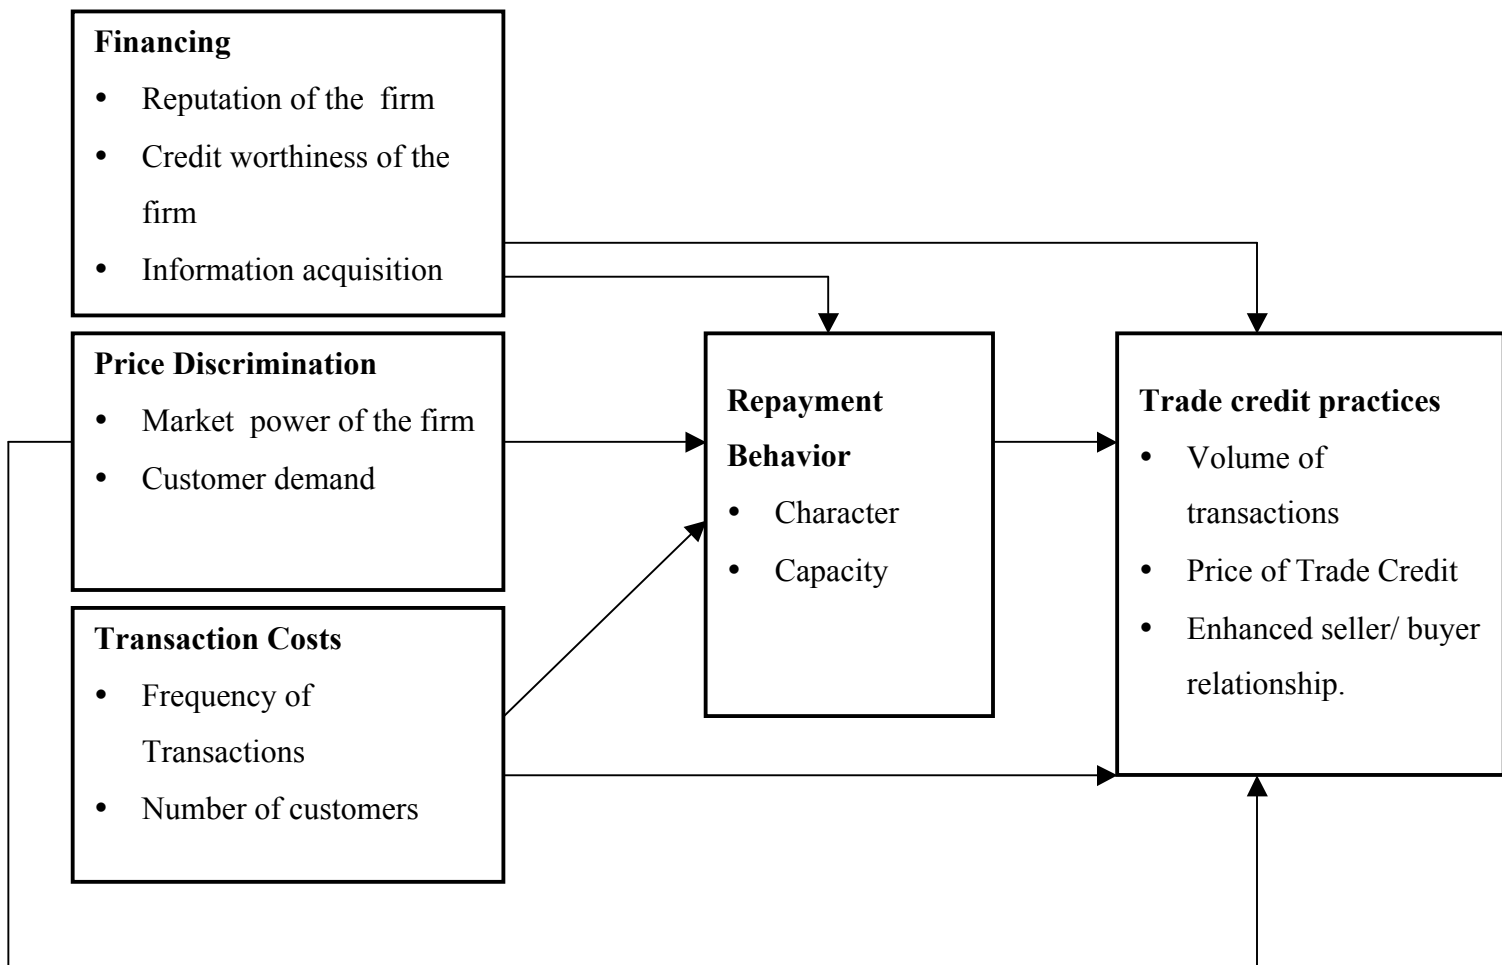 Financing
• Reputation of the  firm
• Credit worthiness of the
firm
• Information acquisition
Price Discrimination
• Market  power of the firm
• Customer demand
Transaction Costs
• Frequency of
Transactions
• Number of customers
Repayment
Behavior
• Character
• Capacity
Trade credit practices
• Volume of
transactions
• Price of Trade Credit
• Enhanced seller/ buyer
relationship.